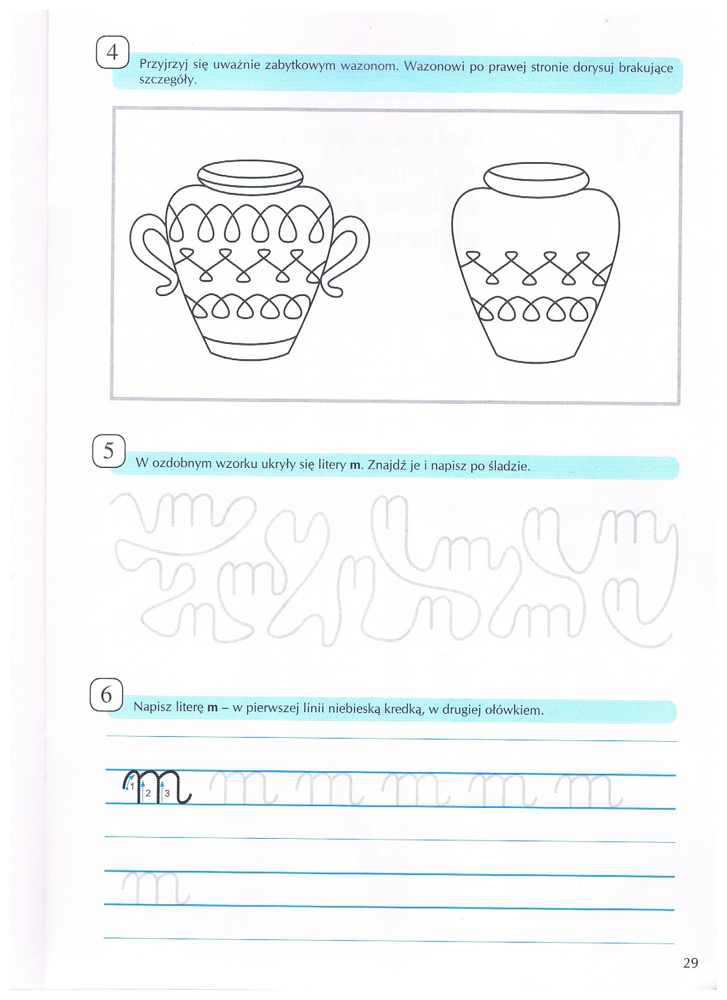 4
Przyjrzyj się uważnie zabytkowym wazonom. Wazonowi po prawej stronie dorysuj brakujące
szczegóły.
5
W ozdobnym wzorku ukryły się litery m. Znajdź je i napisz po śladzie.
6
Napisz literę m – w pierwszej linii niebieską kredką, w drugiej ołówkiem.
1 2 3
m m m m m m
m
29